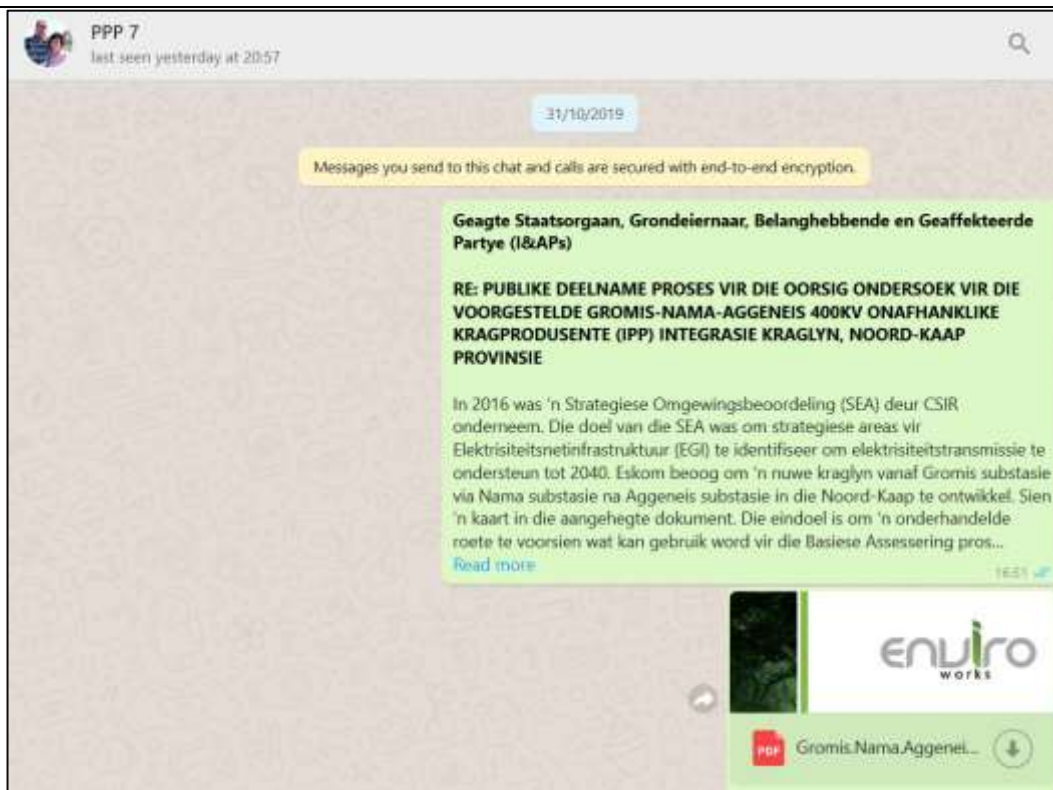 PPP 7
last seen yesterday at 20:57
31/10/2019
Messages you send to this chat and calls are secured with end-to-end encryption.
Geagte Staatsorgaan, Grondeiernaar, Belanghebbende en Geaffekteerde
Partye (I&APs)
RE: PUBLIKE DEELNAME PROSES VIR DIE OORSIG ONDERSOEK VIR DIE
VOORGESTELDE GROMIS-NAMA-AGGENEIS 400KV ONAFHANKLIKE
KRAGPRODUSENTE (IPP) INTEGRASIE KRAGLYN, NOORD-KAAP
PROVINSIE
In 2016 was 'n Strategiese Omgewingsbeoordeling (SEA) deur CSIR
onderneem. Die doel van die SEA was om strategiese areas vir
Elektrisiteitsnetinfrastruktuur (EGI) te identifiseer om elektrisiteitstransmissie te
ondersteun tot 2040. Eskom beoog om 'n nuwe kraglyn vanaf Gromis substasie
via Nama substasie na Aggeneis substasie in die Noord-Kaap te ontwikkel. Sien
'n kaart in die aangehegte dokument. Die eindoel is om 'n onderhandelde
roete te voorsien wat kan gebruik word vir die Basiese Assessering pros...
Read more
16:51
enviro
works
PDF Gromis.Nama.Aggenei...